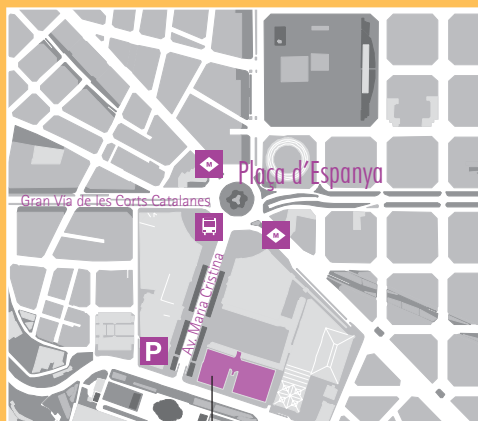 M
Plaça d'Espanya
Gran Via de les Corts Catalanes
M
Av. Maria Cristina
P